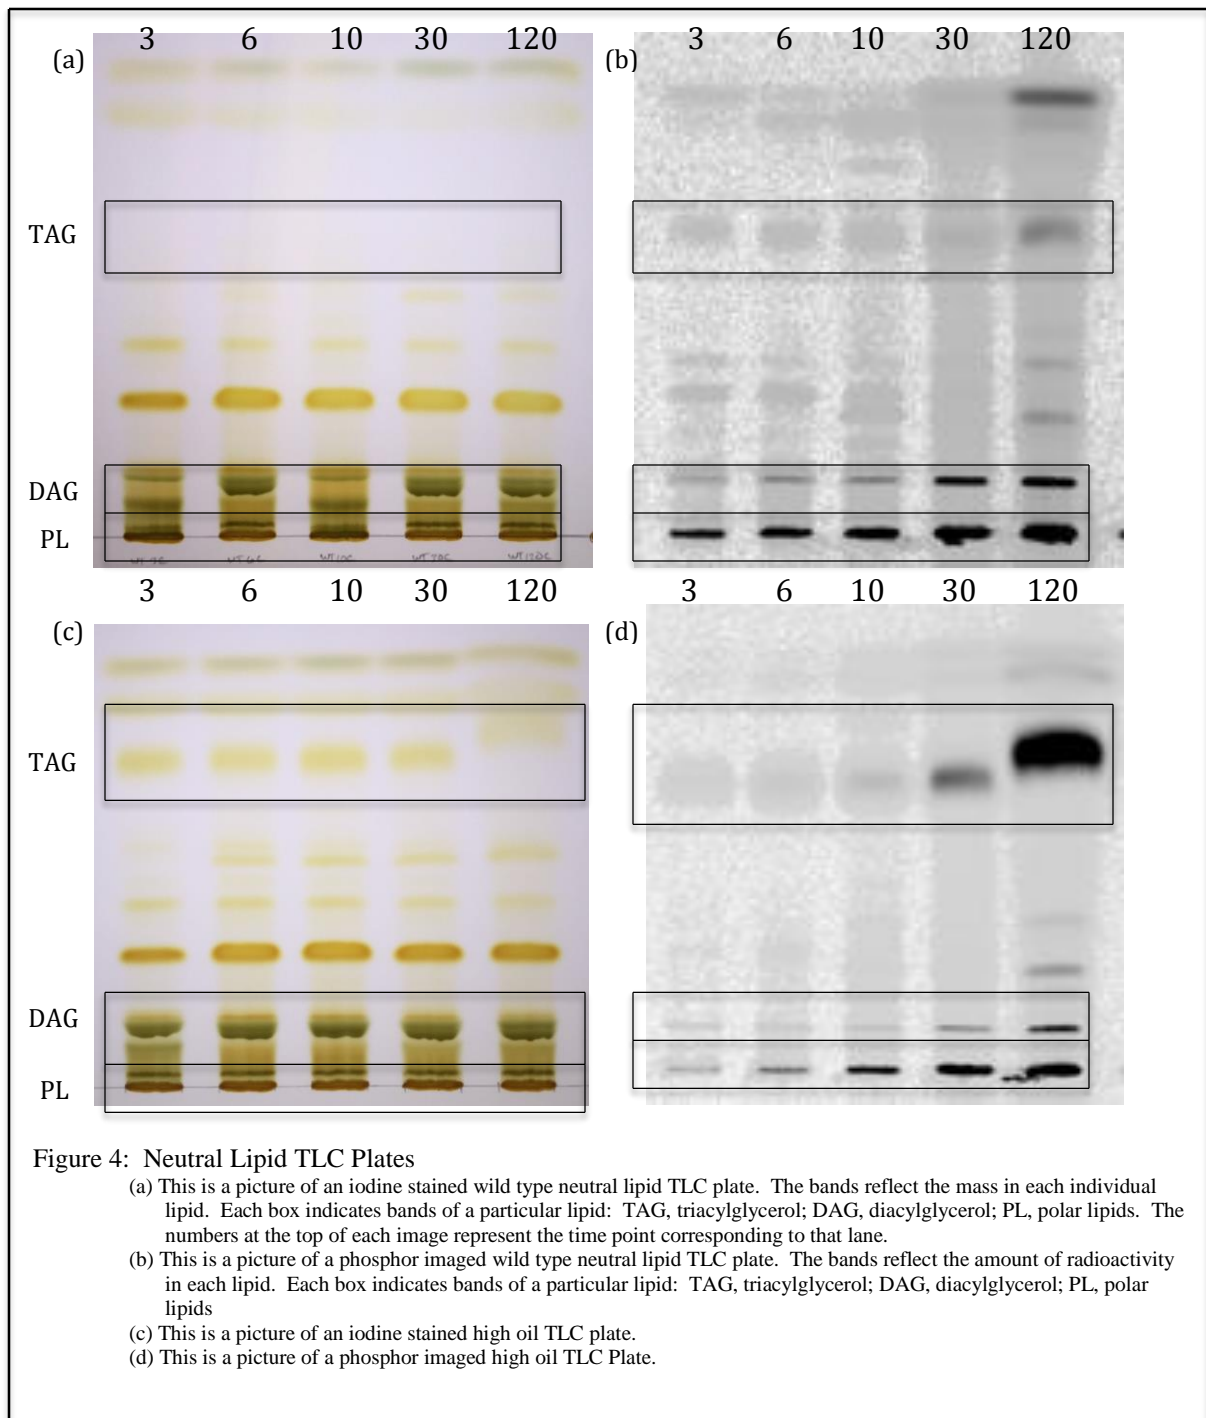 3 6 10 30 120
3 6 10 30 120
(a)
(b)
TAG
DAG
PL
WT 6C
WT 10C
WT 120C
3 6 10 30 120
3 6 10 30 120
(c)
(d)
TAG
DAG
PL
Figure 4: Neutral Lipid TLC Plates
(a) This is a picture of an iodine stained wild type neutral lipid TLC plate. The bands reflect the mass in each individual
lipid. Each box indicates bands of a particular lipid: TAG, triacylglycerol; DAG, diacylglycerol; PL, polar lipids. The
numbers at the top of each image represent the time point corresponding to that lane.
(b) This is a picture of a phosphor imaged wild type neutral lipid TLC plate. The bands reflect the amount of radioactivity
in each lipid. Each box indicates bands of a particular lipid: TAG, triacylglycerol; DAG, diacylglycerol; PL, polar
lipids
(c) This is a picture of an iodine stained high oil TLC plate.
(d) This is a picture of a phosphor imaged high oil TLC Plate.